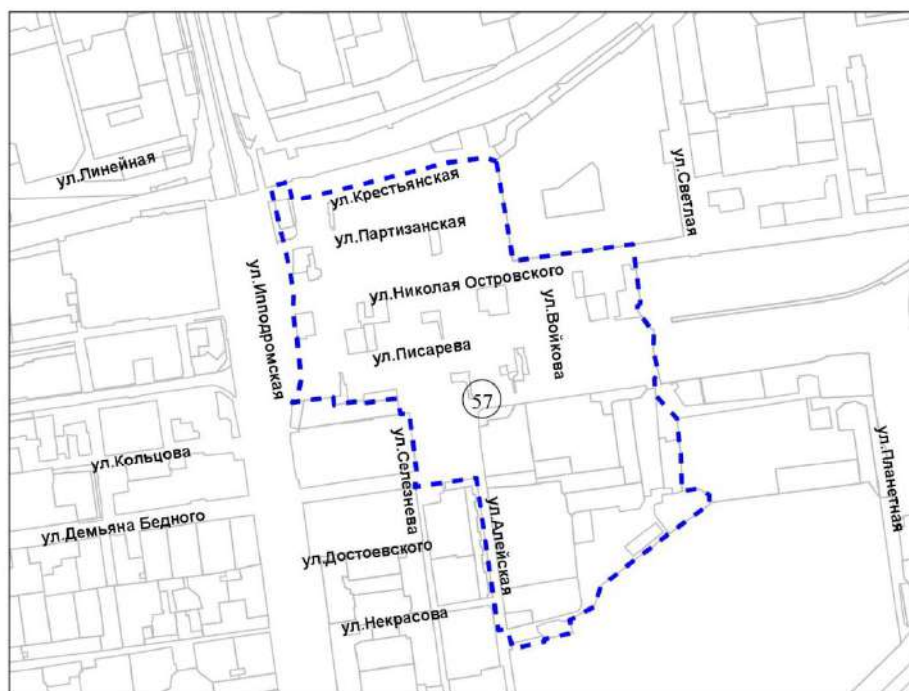 ул.Линейная
ул.Крестьянская
ул.Светлая
ул.Партизанская
ул.Николая Островского
ул.Ипподромская
ул.Войкова
ул.Писарева
57
ул.Кольцова
ул.Селезнева
ул.Планетная
ул.Демьяна Бедного
ул.Достоевского
ул.Алейская
ул.Некрасова